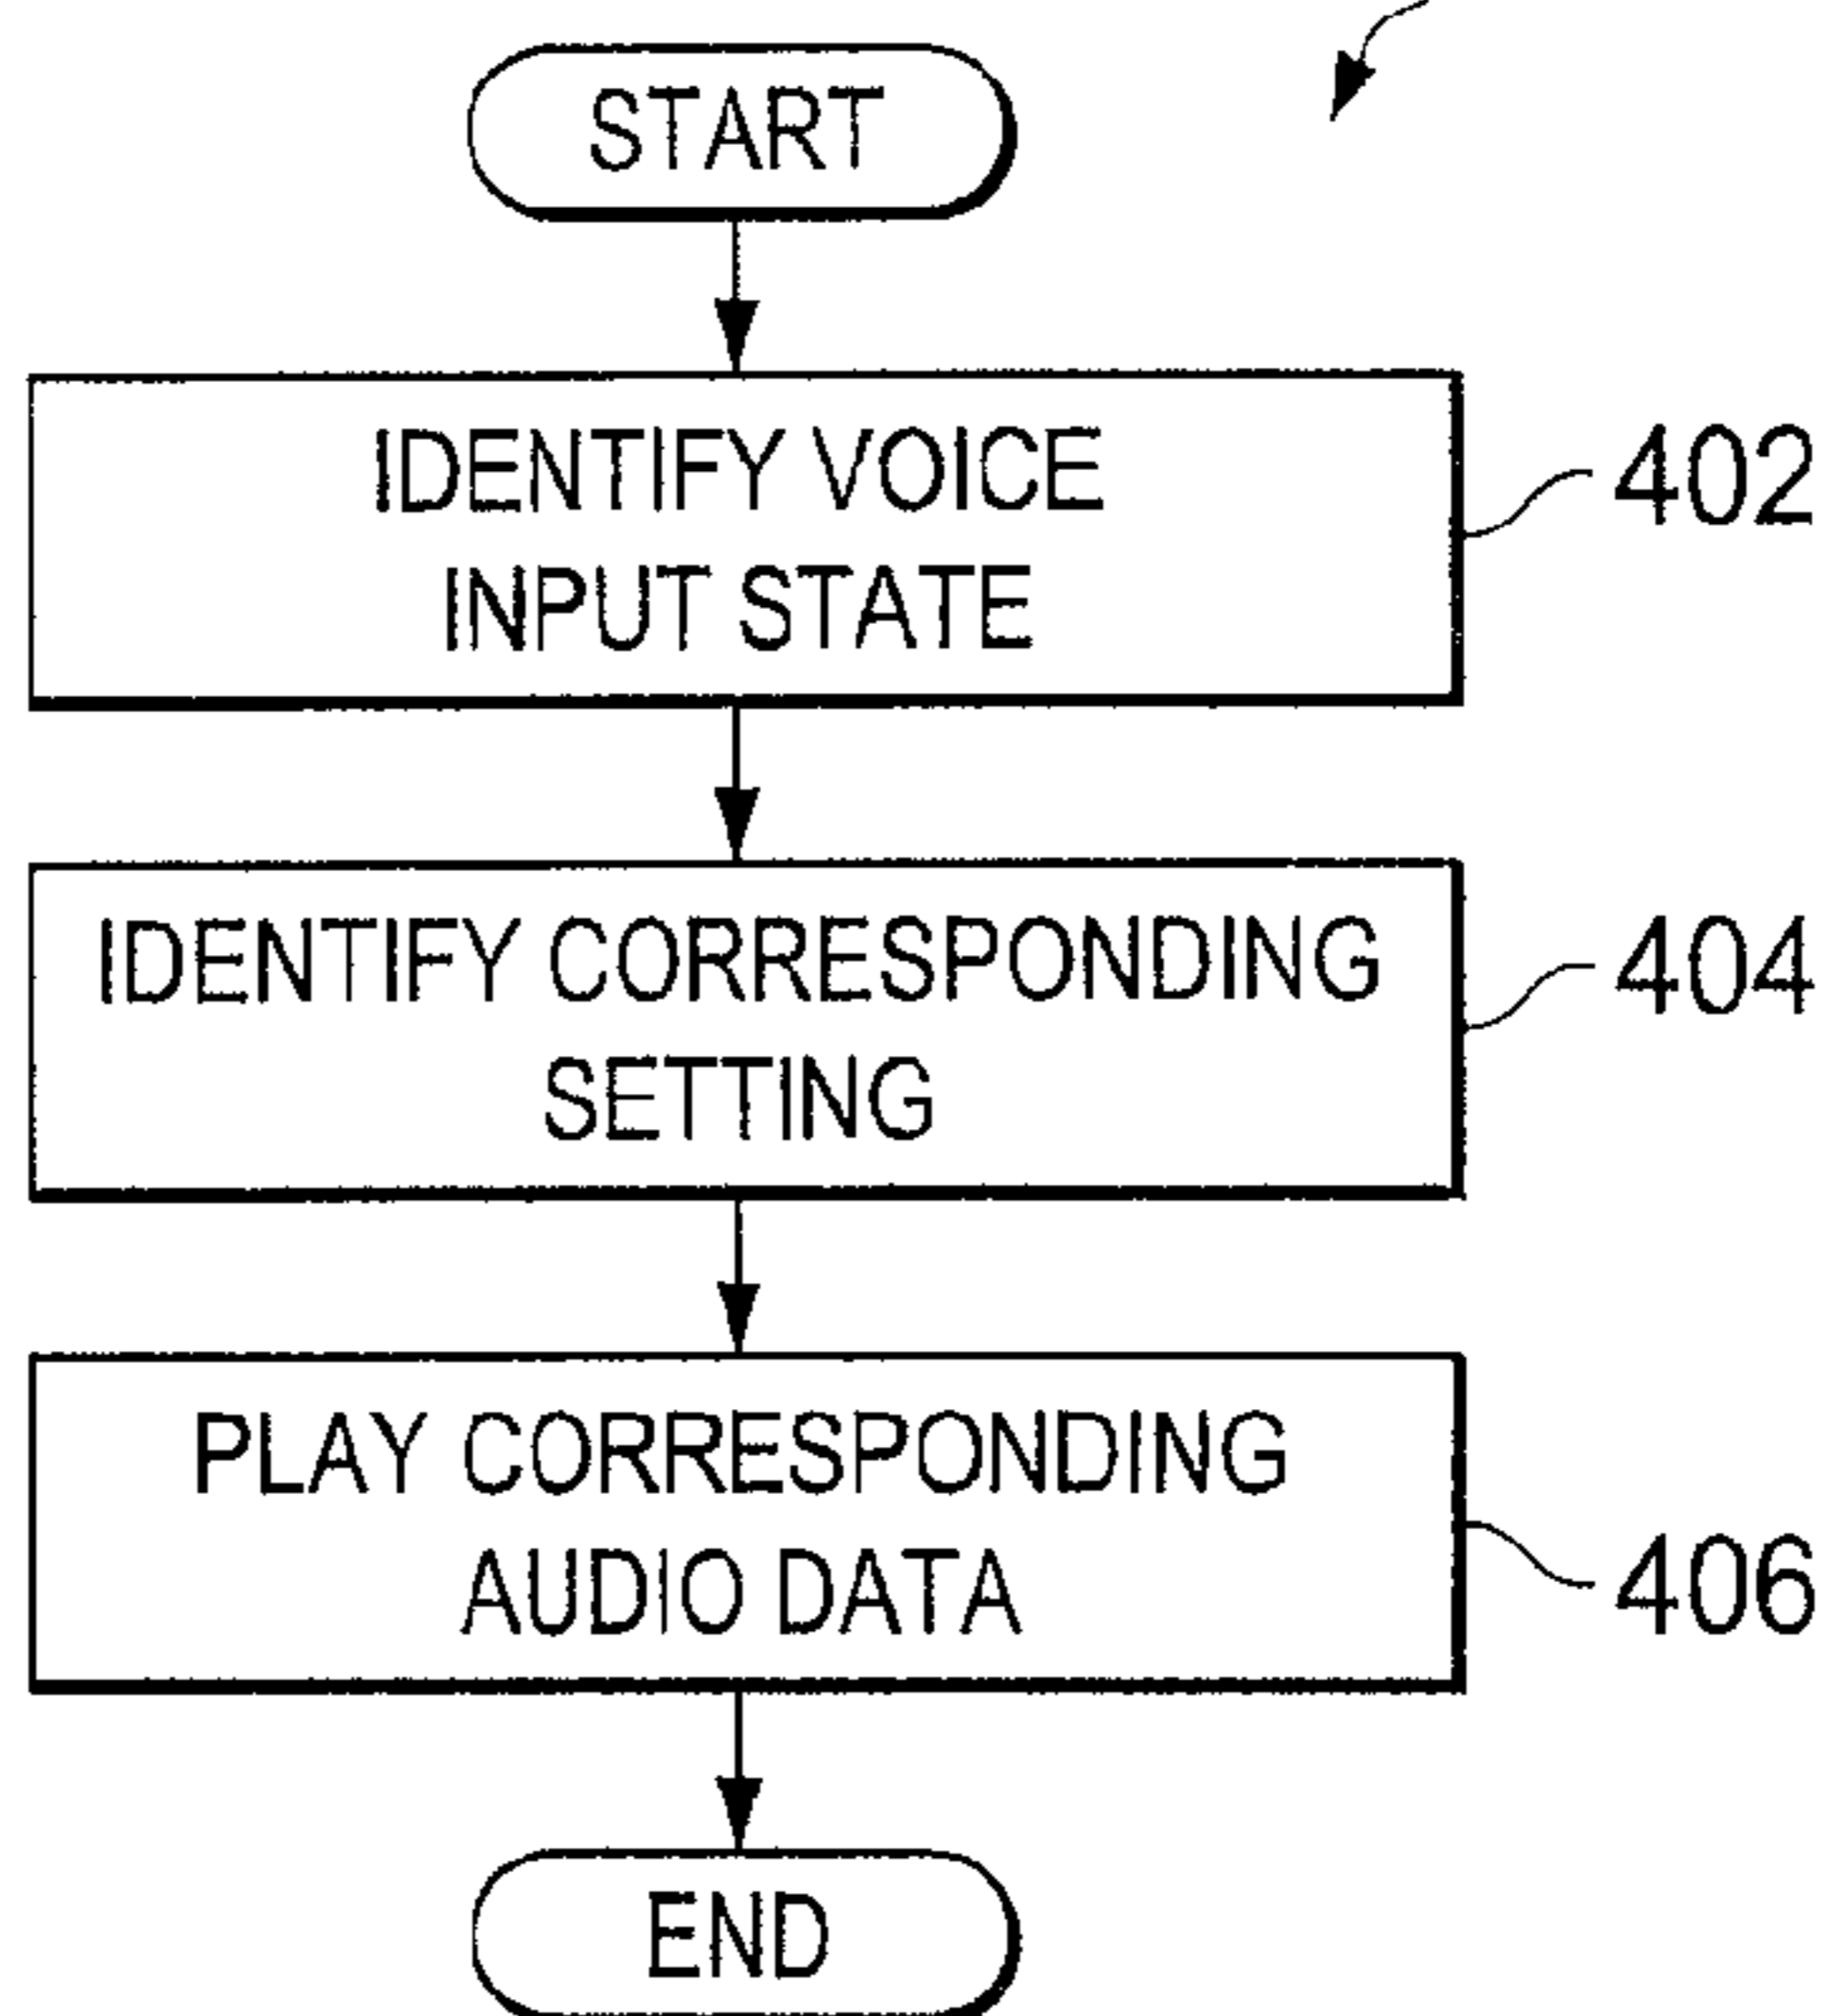 START
IDENTIFY VOICE
INPUT STATE
402
IDENTIFY CORRESPONDING
SETTING
404
PLAY CORRESPONDING
AUDIO DATA
406
END